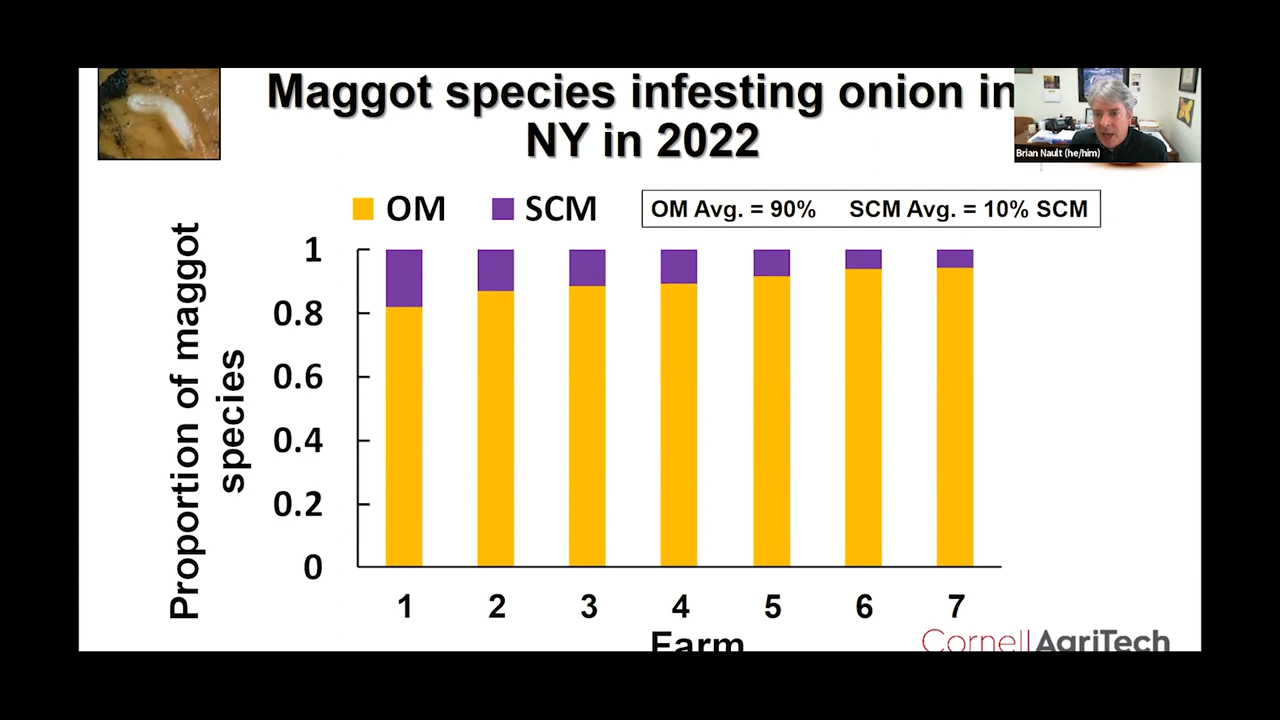 Maggot species infesting onion in
NY in 2022
Brian Nault (he/him)
OM
SCM
OM Avg. = 90% SCM Avg. = 10% SCM
Proportion of maggot
species
1
0.8
0.6
0.4
0.2
0
1 2 3 4 5 6 7
Farm
Cornell AgriTech